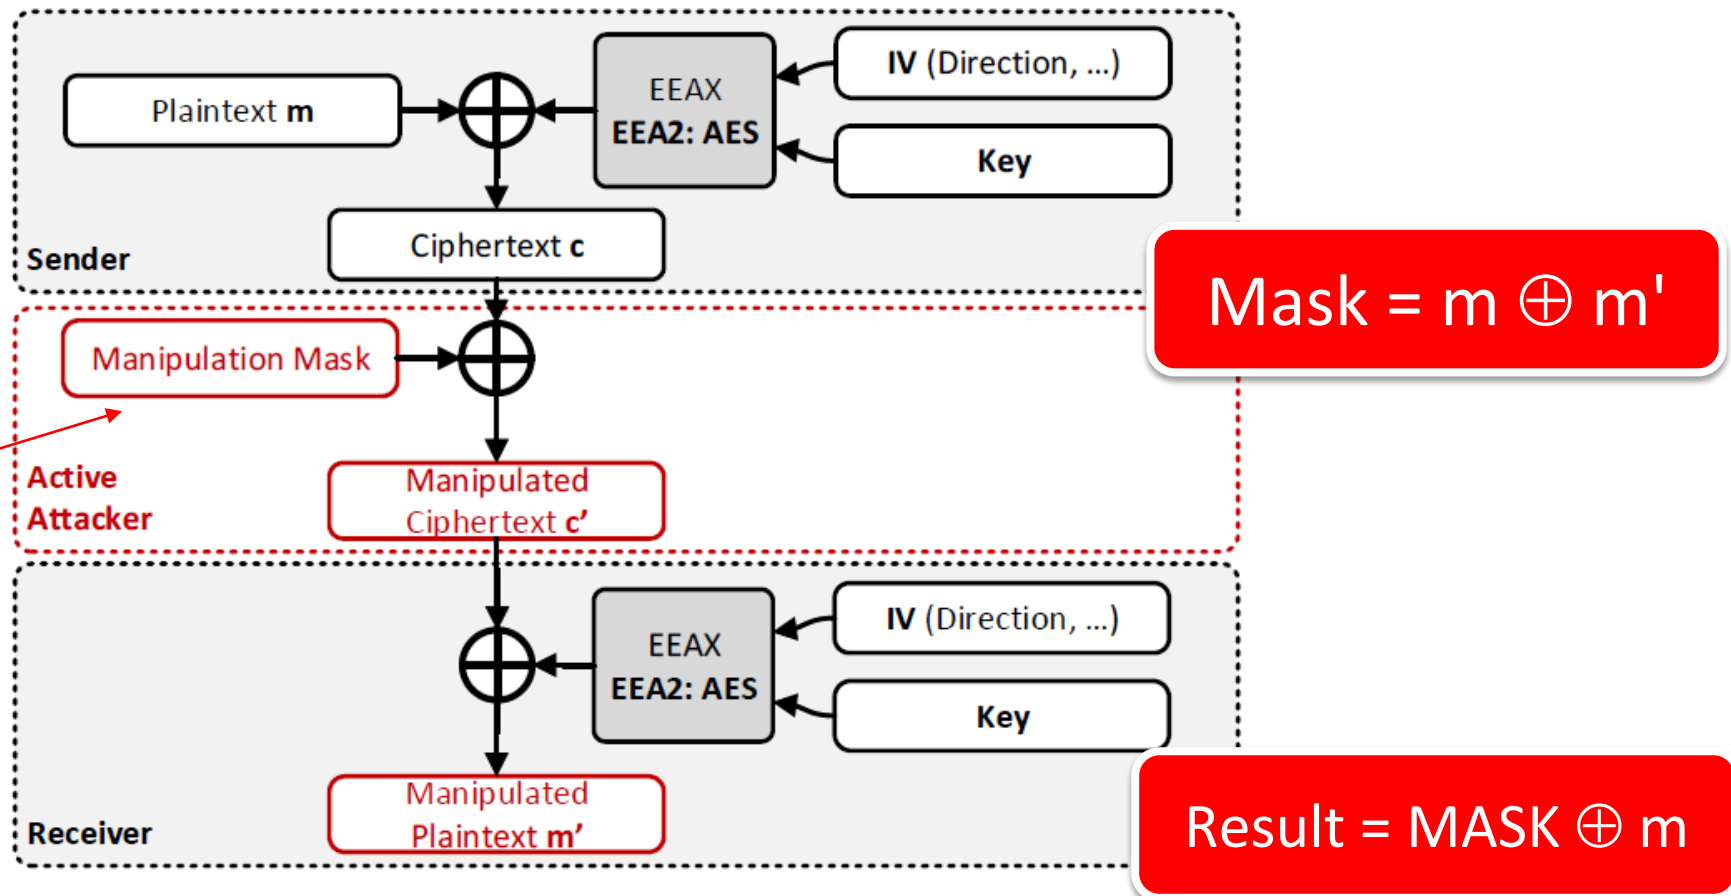 IV (Direction, ...)
Plaintext m
EEAX
EEA2: AES
Key
Ciphertext c
Sender
Mask = m ⊕ m'
Manipulation Mask
Active
Attacker
Manipulated
Ciphertext c’
IV (Direction, ...)
EEAX
EEA2: AES
Key
Manipulated
Plaintext m’
Receiver
Result = MASK ⊕ m